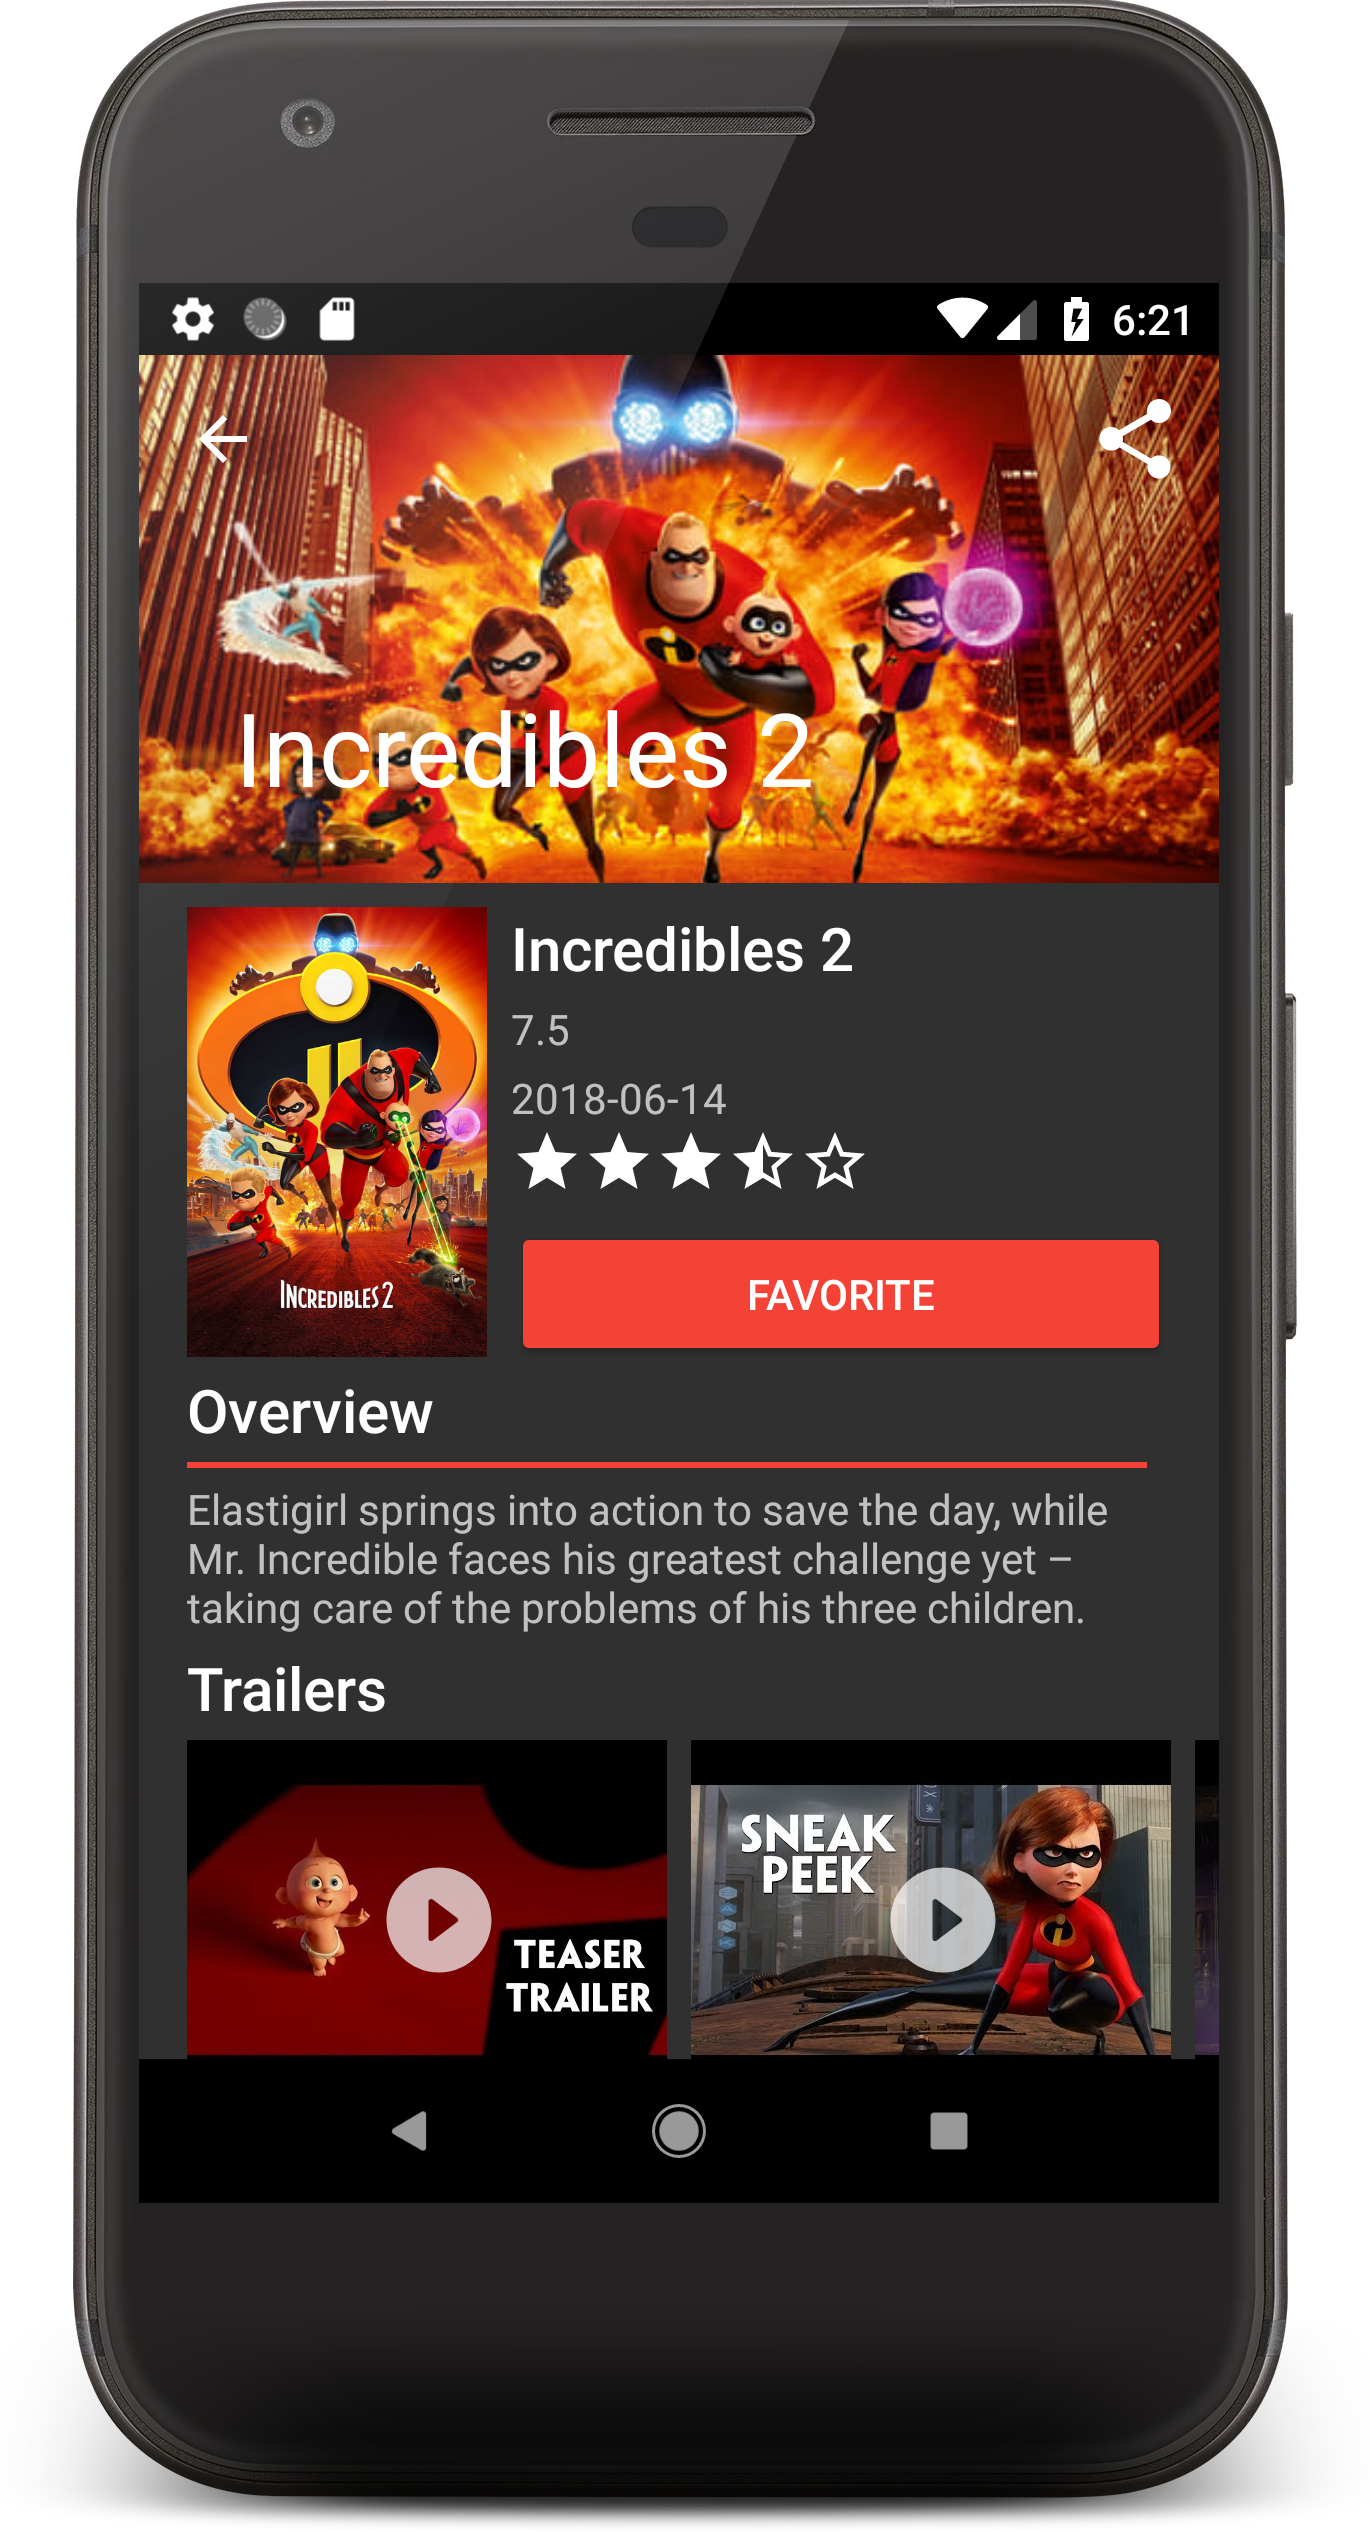 6:21
Incredibles 2
Incredibles 2
7.5
2018-06-14
INCREDIBLES 2
FAVORITE
Overview
Elastigirl springs into action to save the day, while
Mr. Incredible faces his greatest challenge yet –
taking care of the problems of his three children.
Trailers
TEASER
TRAILER
SNEAK
PEEK